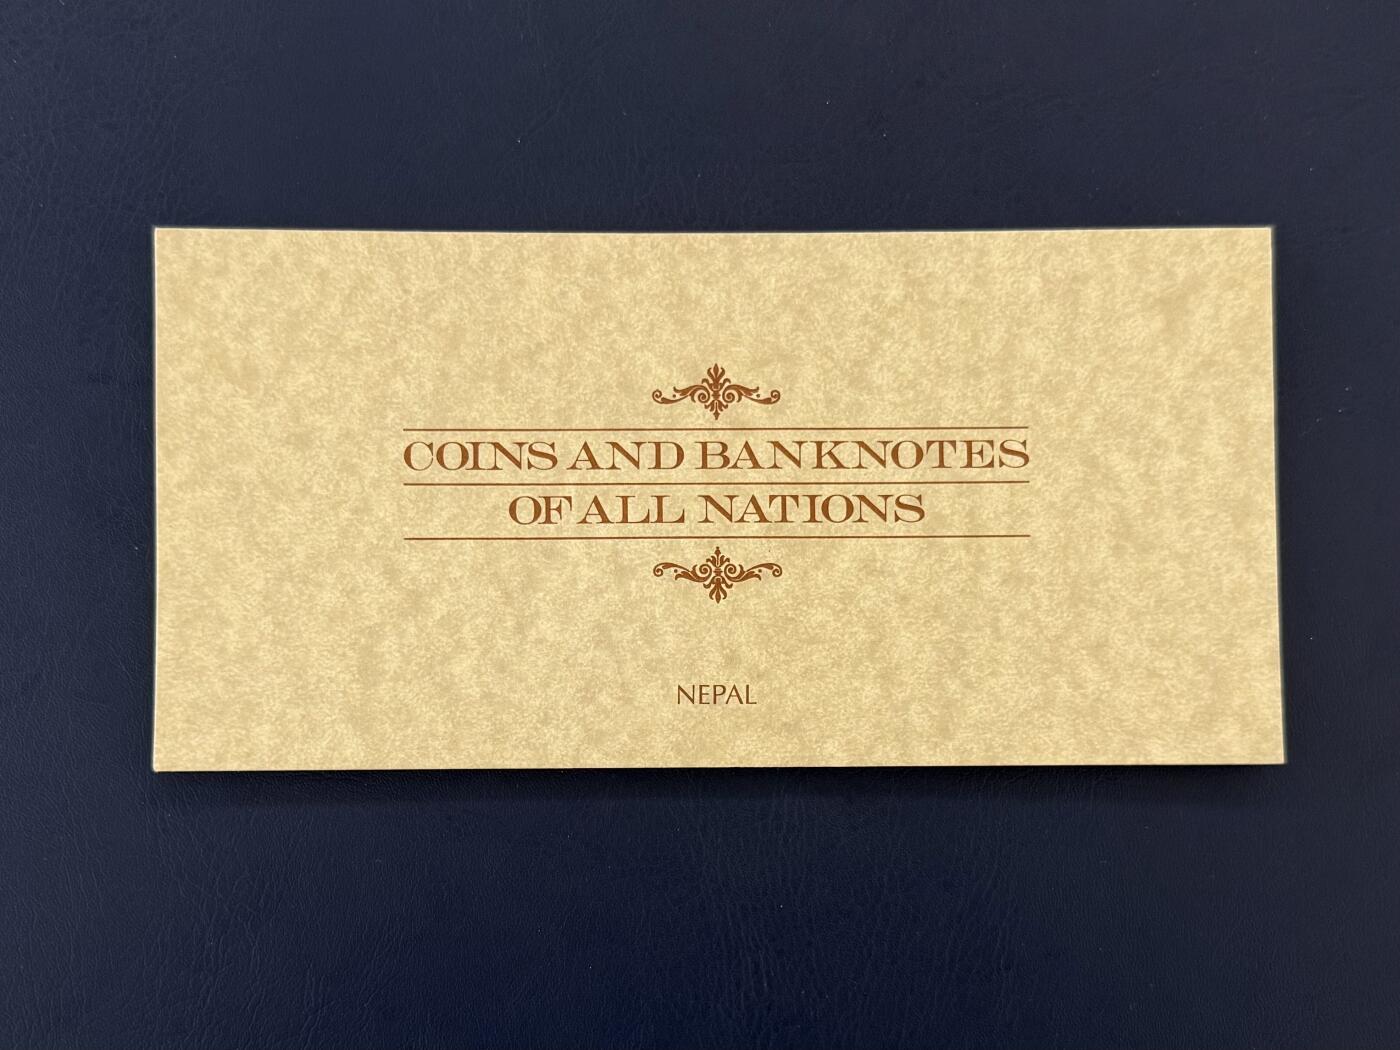 COINS AND BANKNOTES
OF ALL NATIONS
NEPAL